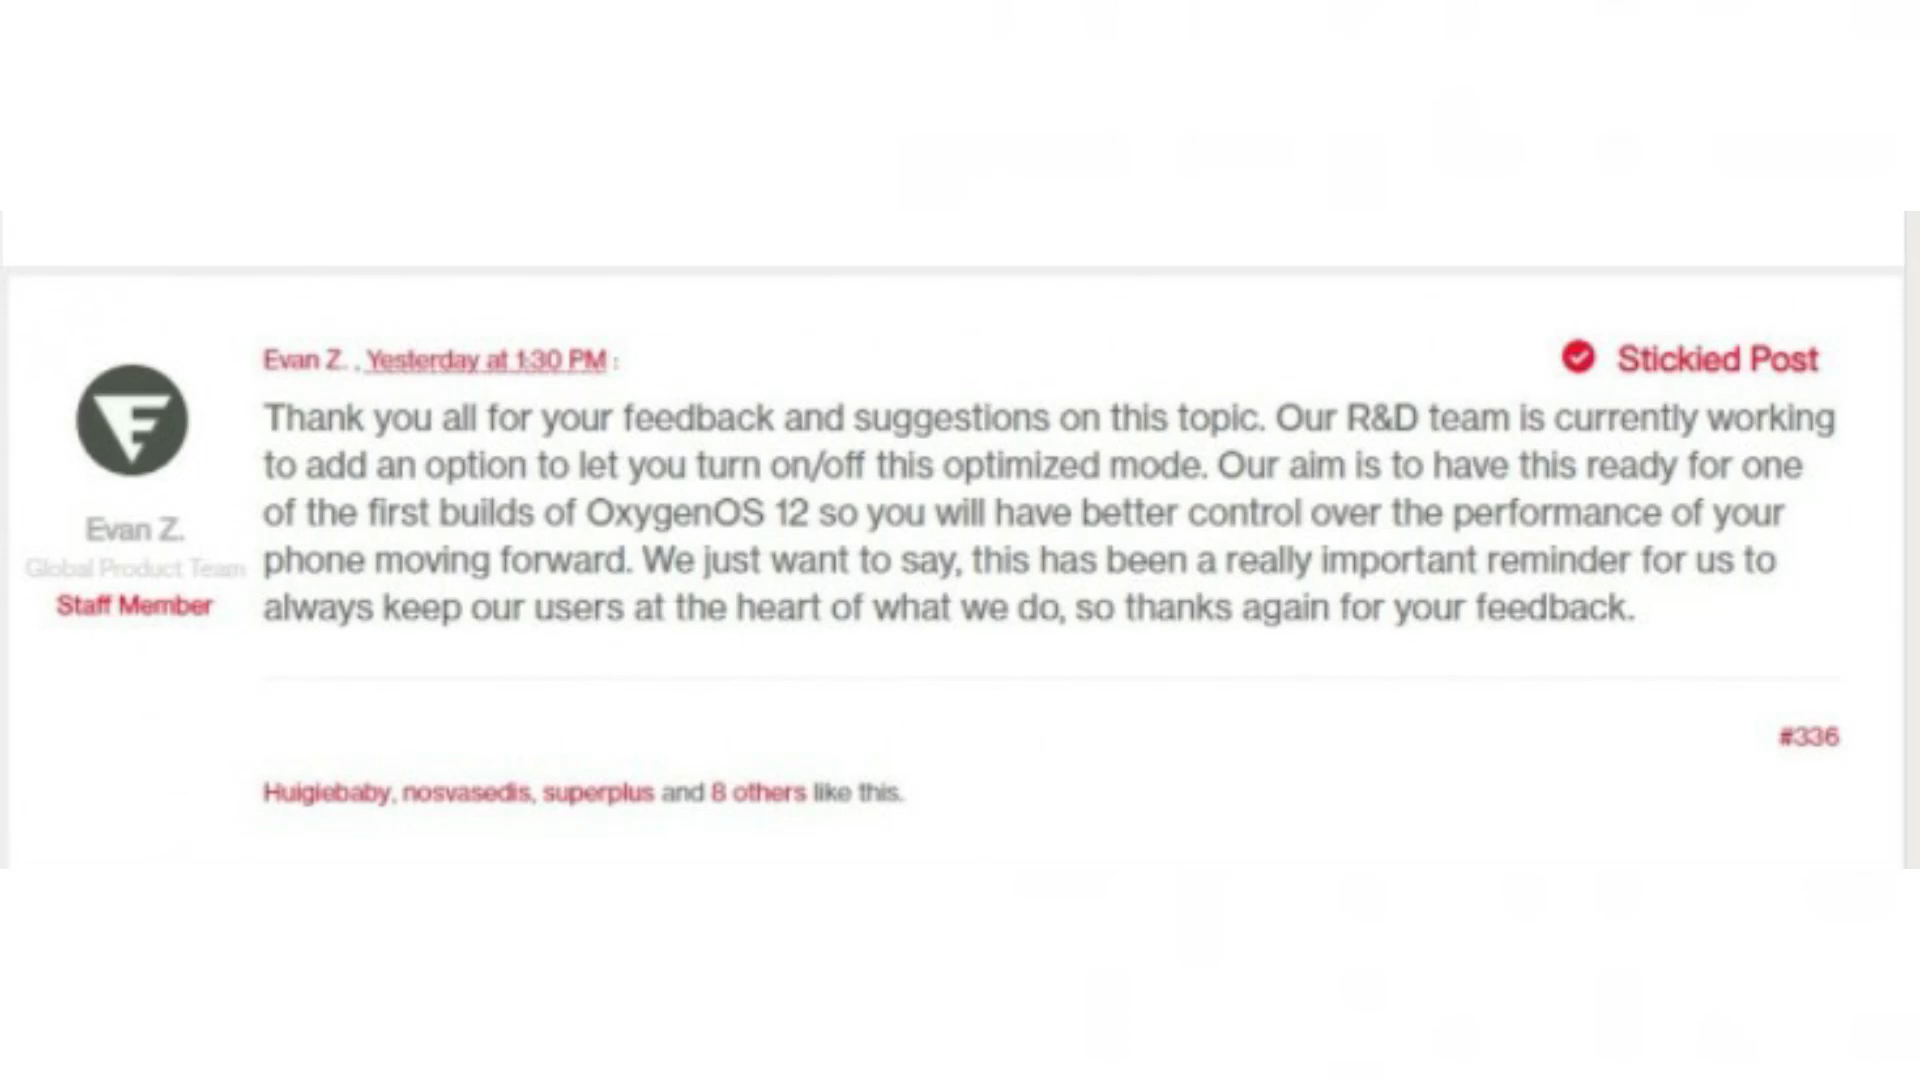 Evan Z. , Yesterday at 1:30 PM :
Stickied Post
Thank you all for your feedback and suggestions on this topic. Our R&D team is currently working
to add an option to let you turn on/off this optimized mode. Our aim is to have this ready for one
of the first builds of OxygenOS 12 so you will have better control over the performance of your
phone moving forward. We just want to say, this has been a really important reminder for us to
always keep our users at the heart of what we do, so thanks again for your feedback.
Evan Z.
Global Product Team
Staff Member
#336
Huigiebaby, nosvasedis, superplus and 8 others like this.